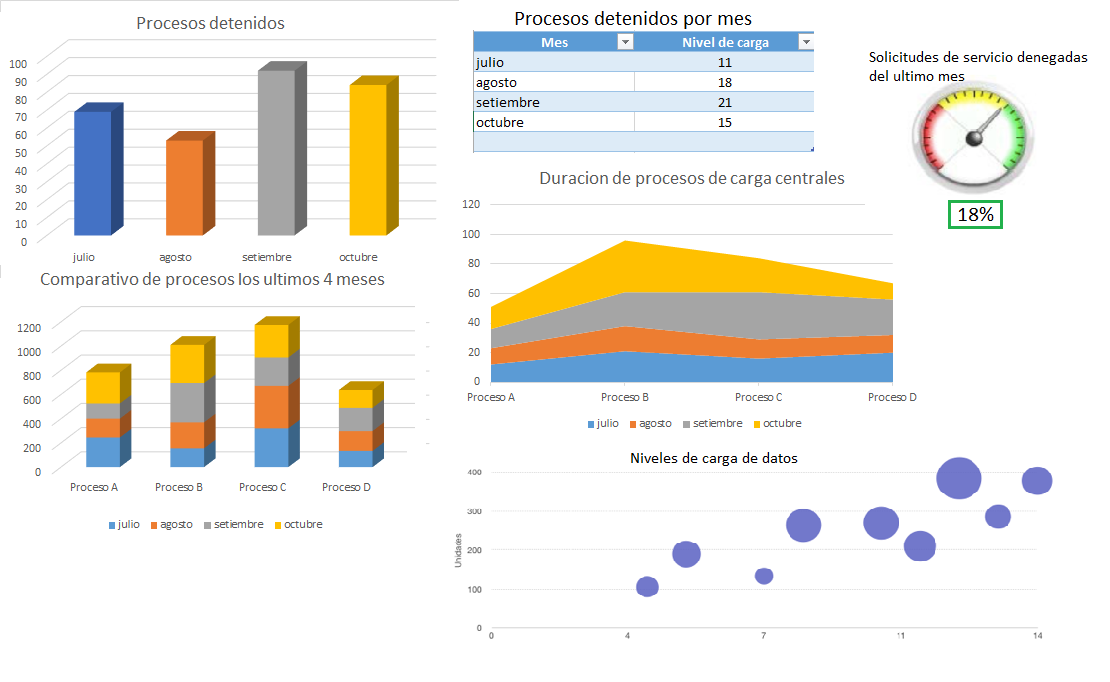 Procesos detenidos
100
90
80
70
60
50
40
30
20
10
0
julio agosto setiembre octubre
Comparativo de procesos los ultimos 4 meses
1200
1000
800
600
400
200
0
Proceso A Proceso B Proceso C Proceso D
julio agosto setiembre octubre
Procesos detenidos por mes
Mes Nivel de carga
julio 11
agosto 18
setiembre 21
octubre 15
Solicitudes de servicio denegadas
del ultimo mes
18%
Duracion de procesos de carga centrales
120
100
80
60
40
20
0
Proceso A Proceso B Proceso C Proceso D
julio agosto setiembre octubre
Niveles de carga de datos
Unidades
400
300
200
100
0
0 4 7 11 14